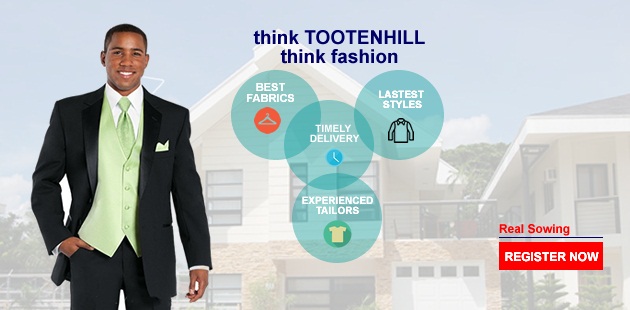 think TOOTENHILL
think fashion
BEST
FABRICS
LASTEST
STYLES
TIMELY
DELIVERY
EXPERIENCED
TAILORS
Real Sowing
REGISTER NOW